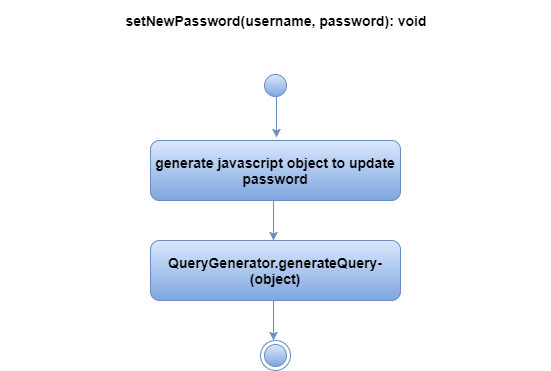 setNewPassword(username, password): void
generate javascript object to update
password
QueryGenerator.generateQuery-
(object)